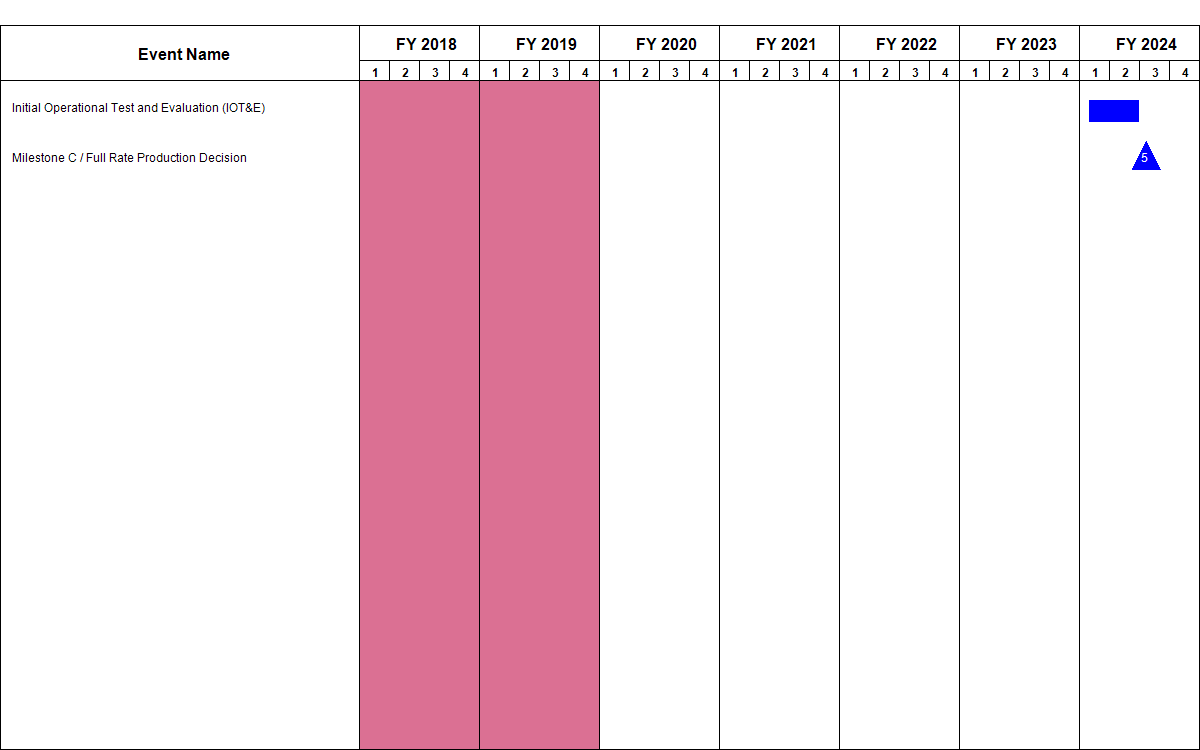 Event Name
FY 2018 FY 2019 FY 2020 FY 2021 FY 2022 FY 2023 FY 2024
1 2 3 4 1 2 3 4 1 2 3 4 1 2 3 4 1 2 3 4 1 2 3 4 1 2 3 4
Initial Operational Test and Evaluation (IOT&E)
Milestone C / Full Rate Production Decision
5